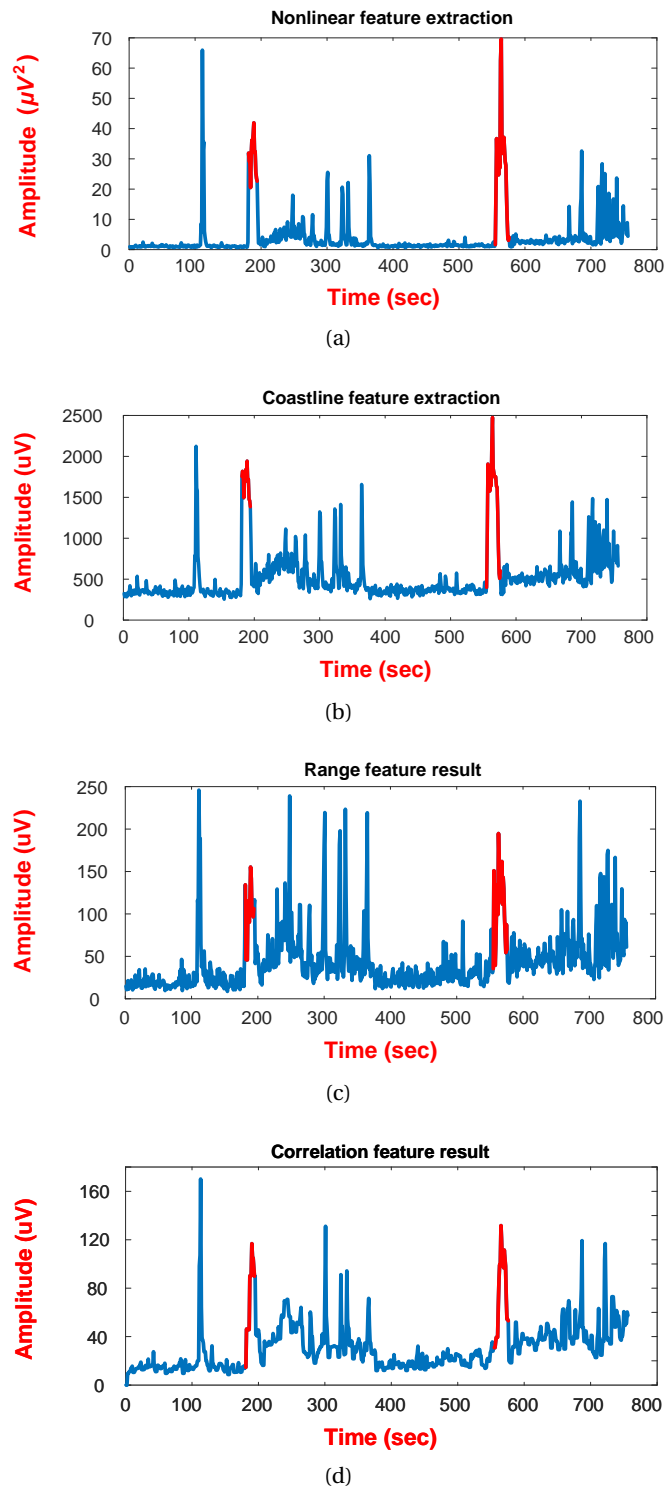 Nonlinear feature extraction
Amplitude (μV²)
70
60
50
40
30
20
10
0
0 100 200 300 400 500 600 700 800
Time (sec)
(a)
Coastline feature extraction
Amplitude (uV)
2500
2000
1500
1000
500
0
0 100 200 300 400 500 600 700 800
Time (sec)
(b)
Range feature result
Amplitude (uV)
250
200
150
100
50
0
0 100 200 300 400 500 600 700 800
Time (sec)
(c)
Correlation feature result
Amplitude (uV)
160
120
80
40
0
0 100 200 300 400 500 600 700 800
Time (sec)
(d)